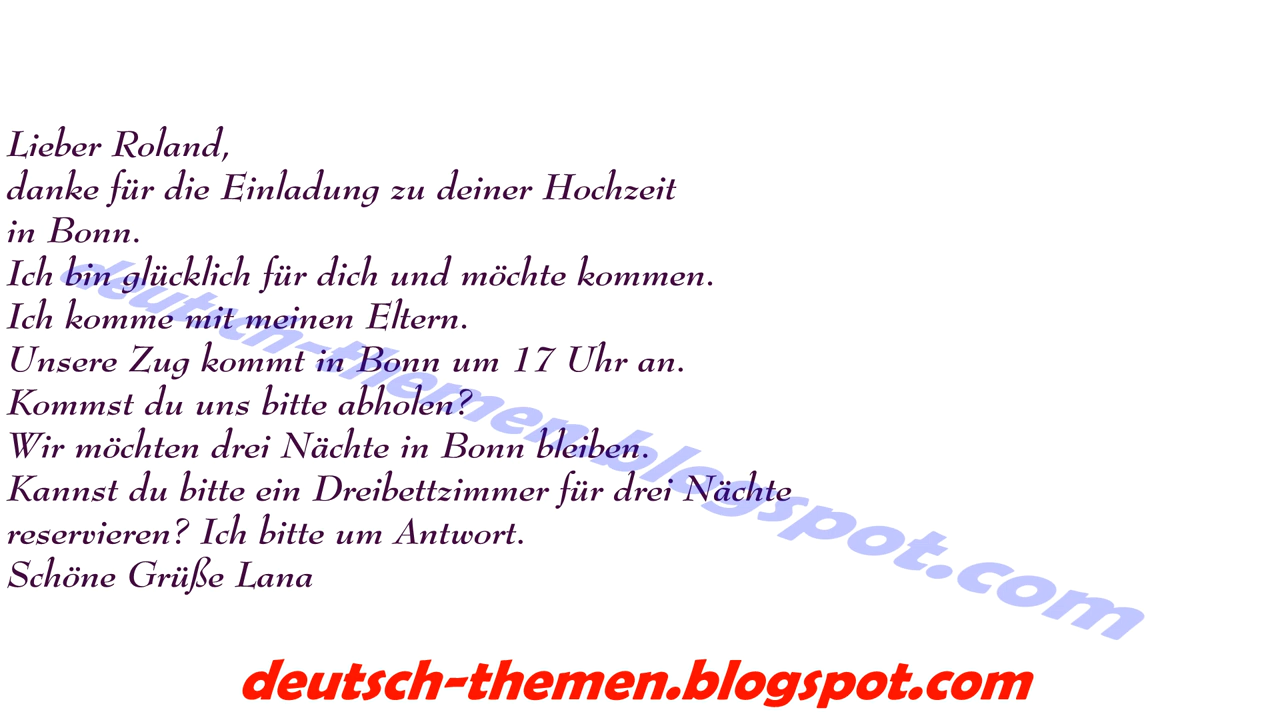 Lieber Roland,
danke für die Einladung zu deiner Hochzeit
in Bonn.
Ich bin glücklich für dich und möchte kommen.
Ich komme mit meinen Eltern.
Unsere Zug kommt in Bonn um 17 Uhr an.
Kommst du uns bitte abholen?
Wir möchten drei Nächte in Bonn bleiben.
Kannst du bitte ein Dreibettzimmer für drei Nächte
reservieren? Ich bitte um Antwort.
Schöne Grüße Lana
deutsch-themen.blogspot.com
deutsch-themen.blogspot.com